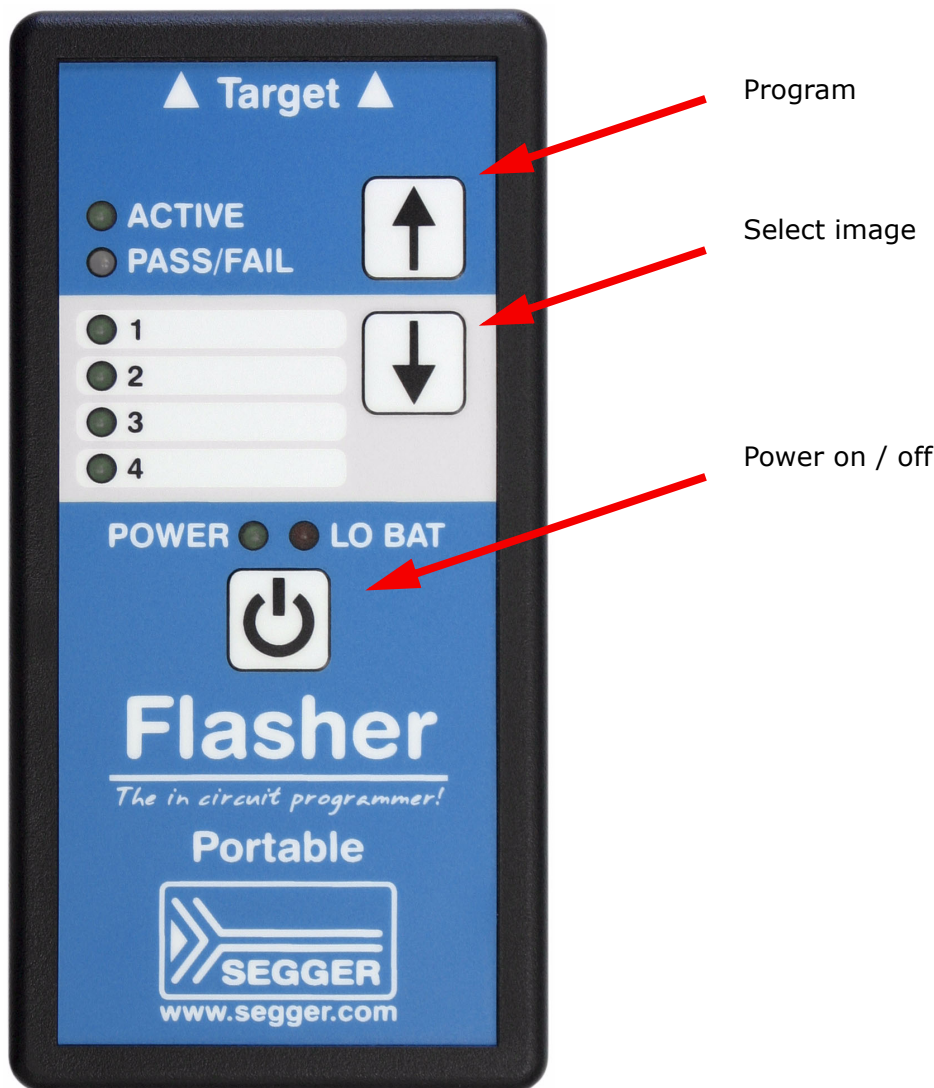 Target
Program
ACTIVE
PASS/FAIL
Select image
1
2
3
4
Power on / off
POWER
LO BAT
Flasher
The in circuit programmer!
Portable
SEGGER
www.segger.com